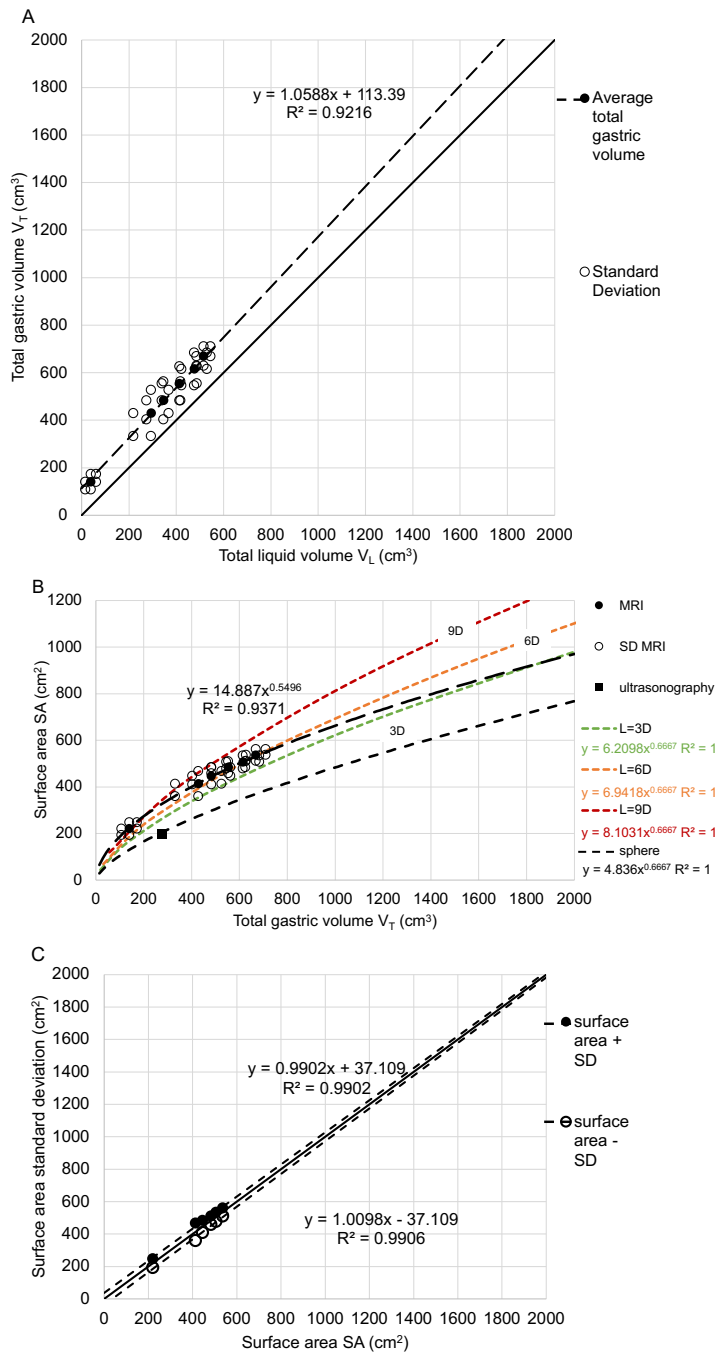 A
2000
1800
1600
1400
1200
1000
800
600
400
200
0
Total gastric volume V_T (cm³)
y = 1.0588x + 113.39
R² = 0.9216
Average
total
gastric
volume
Standard
Deviation
0 200 400 600 800 1000 1200 1400 1600 1800 2000
Total liquid volume V_L (cm³)
B
1200
1000
800
600
400
200
0
Surface area SA (cm²)
9D
6D
3D
y = 14.887x^0.5496
R² = 0.9371
MRI
SD MRI
ultrasonography
L=3D
y = 6.2098x^0.6667 R² = 1
L=6D
y = 6.9418x^0.6667 R² = 1
L=9D
y = 8.1031x^0.6667 R² = 1
sphere
y = 4.836x^0.6667 R² = 1
0 200 400 600 800 1000 1200 1400 1600 1800 2000
Total gastric volume V_T (cm³)
C
2000
1800
1600
1400
1200
1000
800
600
400
200
0
Surface area standard deviation (cm²)
y = 0.9902x + 37.109
R² = 0.9902
y = 1.0098x - 37.109
R² = 0.9906
surface
area +
SD
surface
area -
SD
0 200 400 600 800 1000 1200 1400 1600 1800 2000
Surface area SA (cm²)